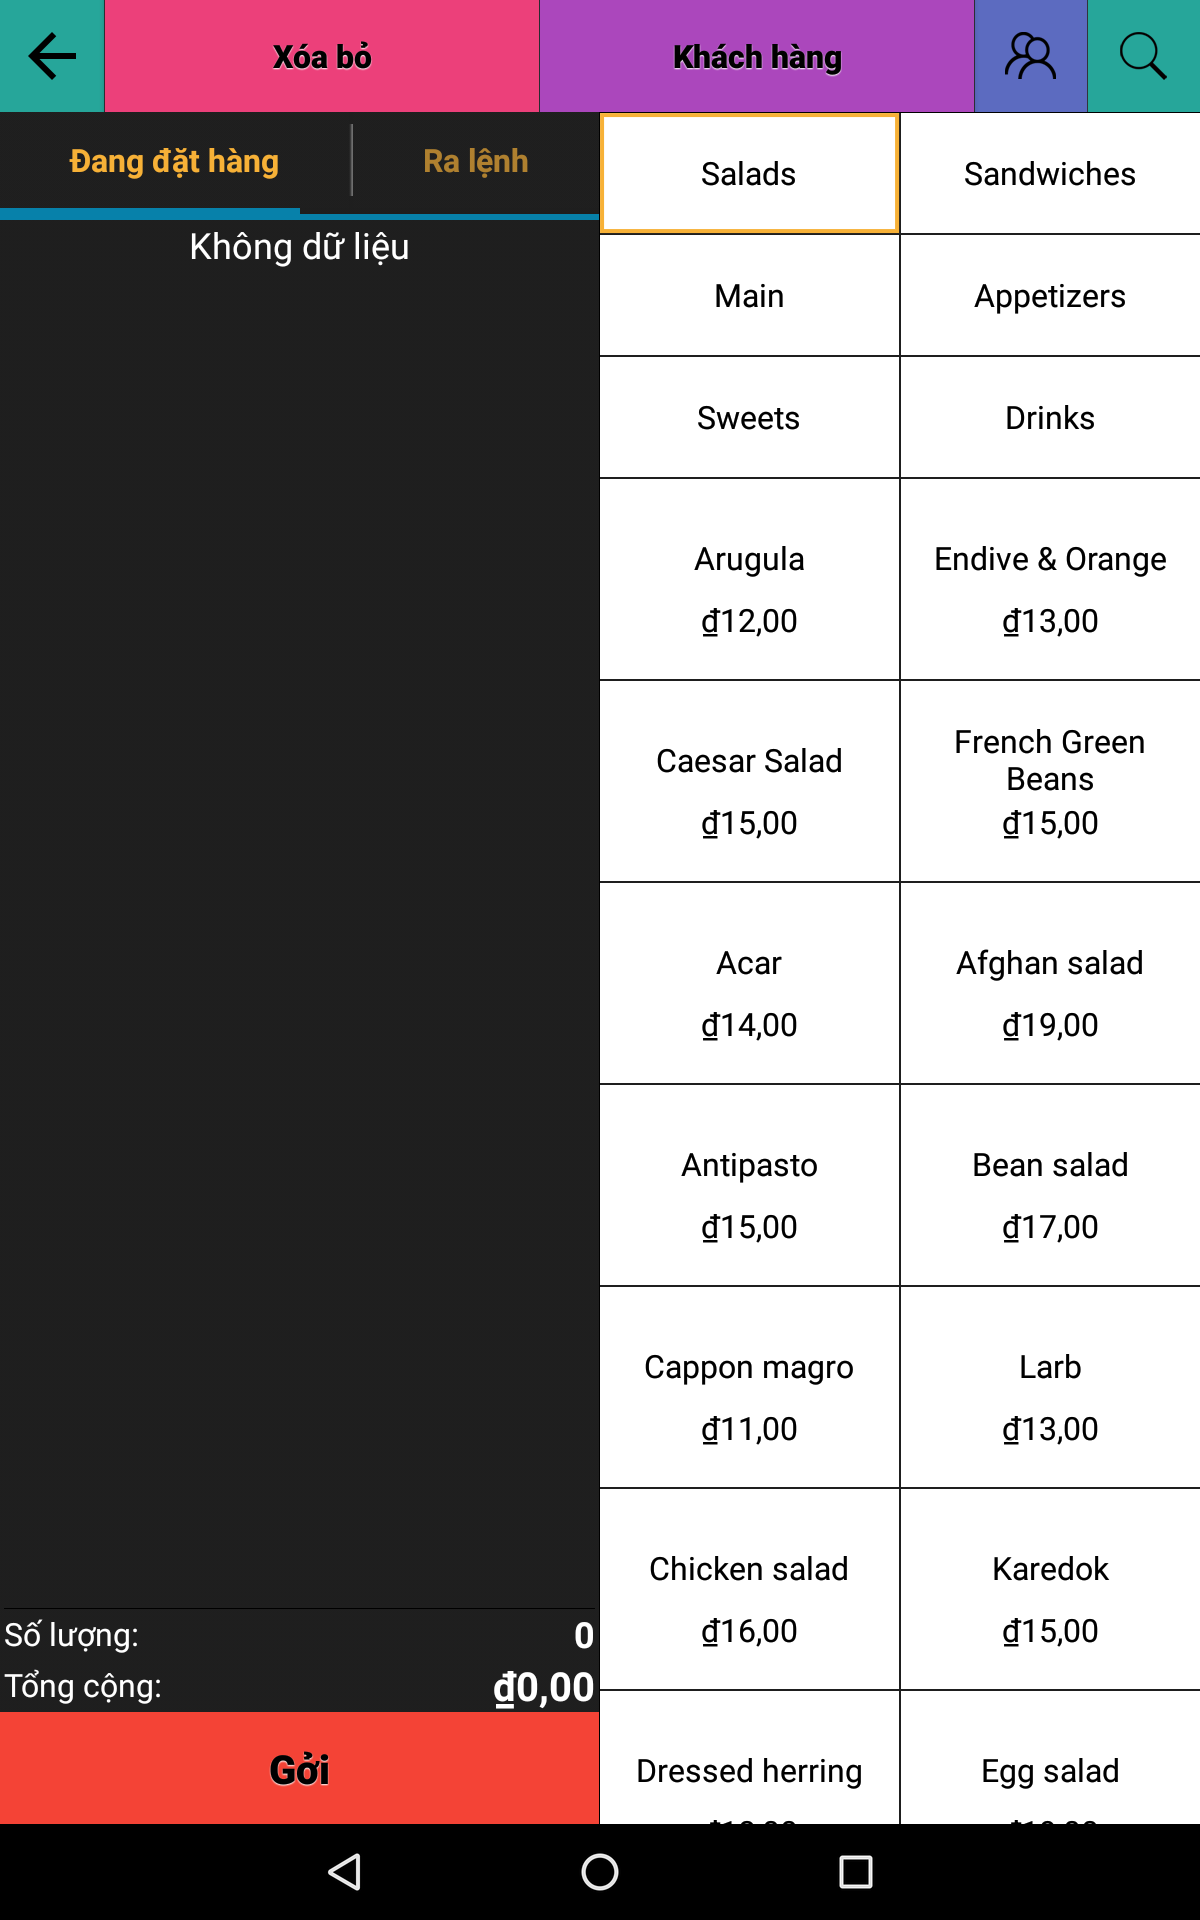 Xóa bỏ
Khách hàng
Đang đặt hàng
Ra lệnh
Không dữ liệu
Số lượng:
0
Tổng cộng:
₫0,00
Gởi
Salads
Sandwiches
Main
Appetizers
Sweets
Drinks
Arugula
₫12,00
Endive & Orange
₫13,00
Caesar Salad
₫15,00
French Green
Beans
₫15,00
Acar
₫14,00
Afghan salad
₫19,00
Antipasto
₫15,00
Bean salad
₫17,00
Cappon magro
₫11,00
Larb
₫13,00
Chicken salad
₫16,00
Karedok
₫15,00
Dressed herring
Egg salad